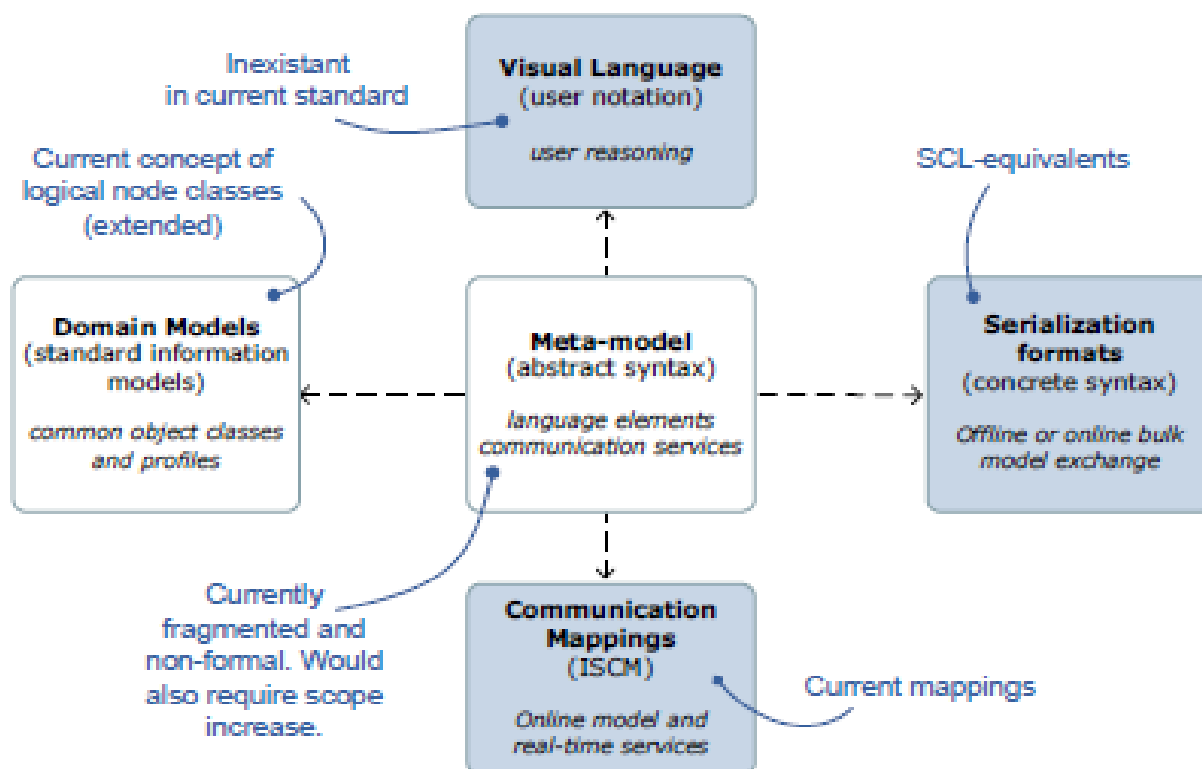 Inexistant
in current standard
Visual Language
(user notation)
user reasoning
Current concept of
logical node classes
(extended)
SCL-equivalents
Domain Models
(standard information
models)
common object classes
and profiles
Meta-model
(abstract syntax)
language elements
communication services
Serialization
formats
(concrete syntax)
Offline or online bulk
model exchange
Currently
fragmented and
non-formal. Would
also require scope
increase.
Communication
Mappings
(ISCM)
Online model and
real-time services
Current mappings